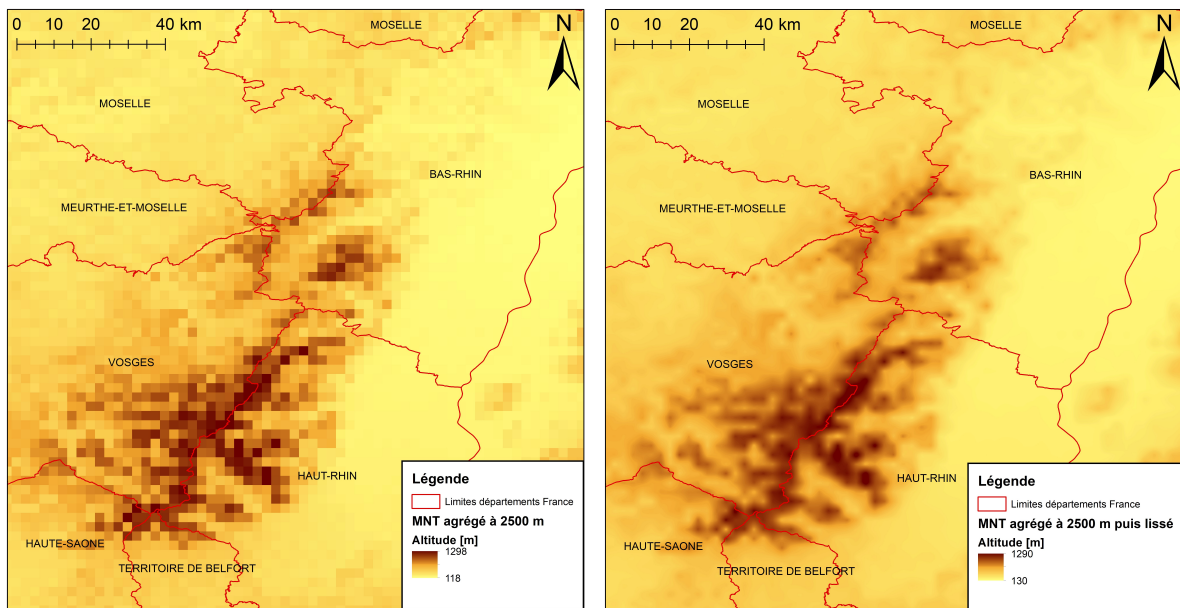 0 20 40 km
N
MOSELLE
MOSELLE
BAS-RHIN
MEURTHE-ET-MOSELLE
VOSGES
HAUT-RHIN
HAUTE-SAONE
TERRITOIRE DE BELFORT
Légende
Limites départements France
MNT agrégé à 2500 m
Altitude [m]
1298
118
0 20 40 km
N
MOSELLE
MOSELLE
BAS-RHIN
MEURTHE-ET-MOSELLE
VOSGES
HAUT-RHIN
HAUTE-SAONE
TERRITOIRE DE BELFORT
Légende
Limites départements France
MNT agrégé à 2500 m puis lissé
Altitude [m]
1290
130